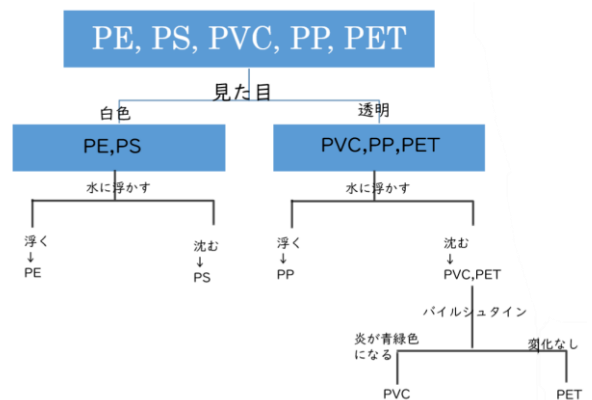 PE, PS, PVC, PP, PET
見た目
白色
透明
PE,PS
PVC,PP,PET
水に浮かす
水に浮かす
浮く
↓
PE
沈む
↓
PS
浮く
↓
PP
沈む
↓
PVC,PET
バイルシュタイン
炎が青緑色
になる
変化なし
PVC
PET